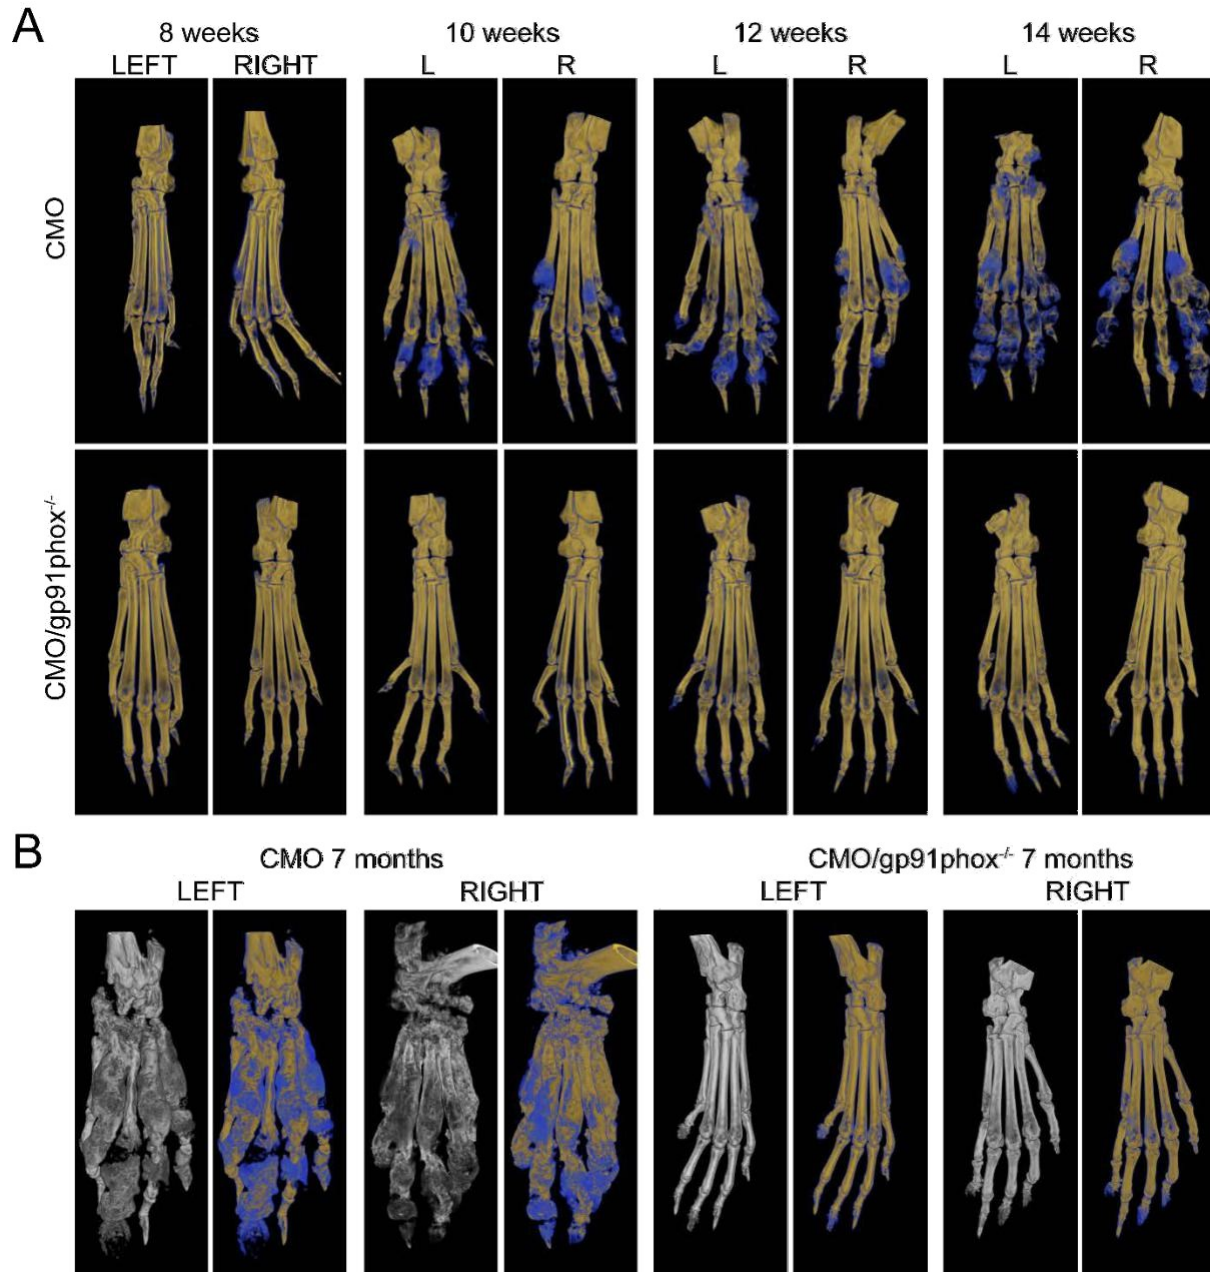 A
8 weeks 10 weeks 12 weeks 14 weeks
LEFT RIGHT L R L R L R
CMO
CMO/gp91phox-/-
B
CMO 7 months CMO/gp91phox-/- 7 months
LEFT RIGHT LEFT RIGHT